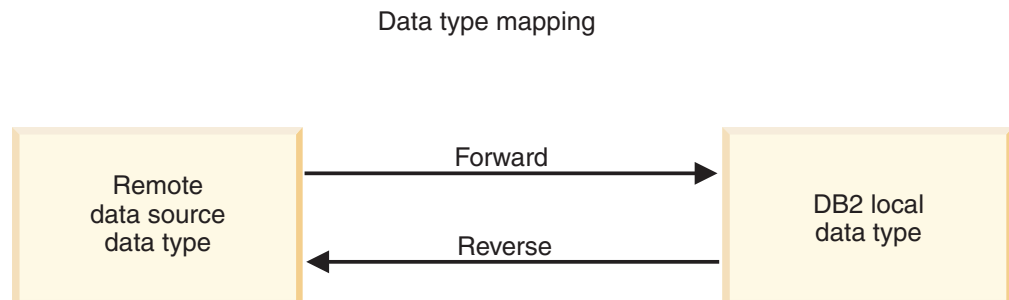 Data type mapping
Forward
Remote
data source
data type
DB2 local
data type
Reverse